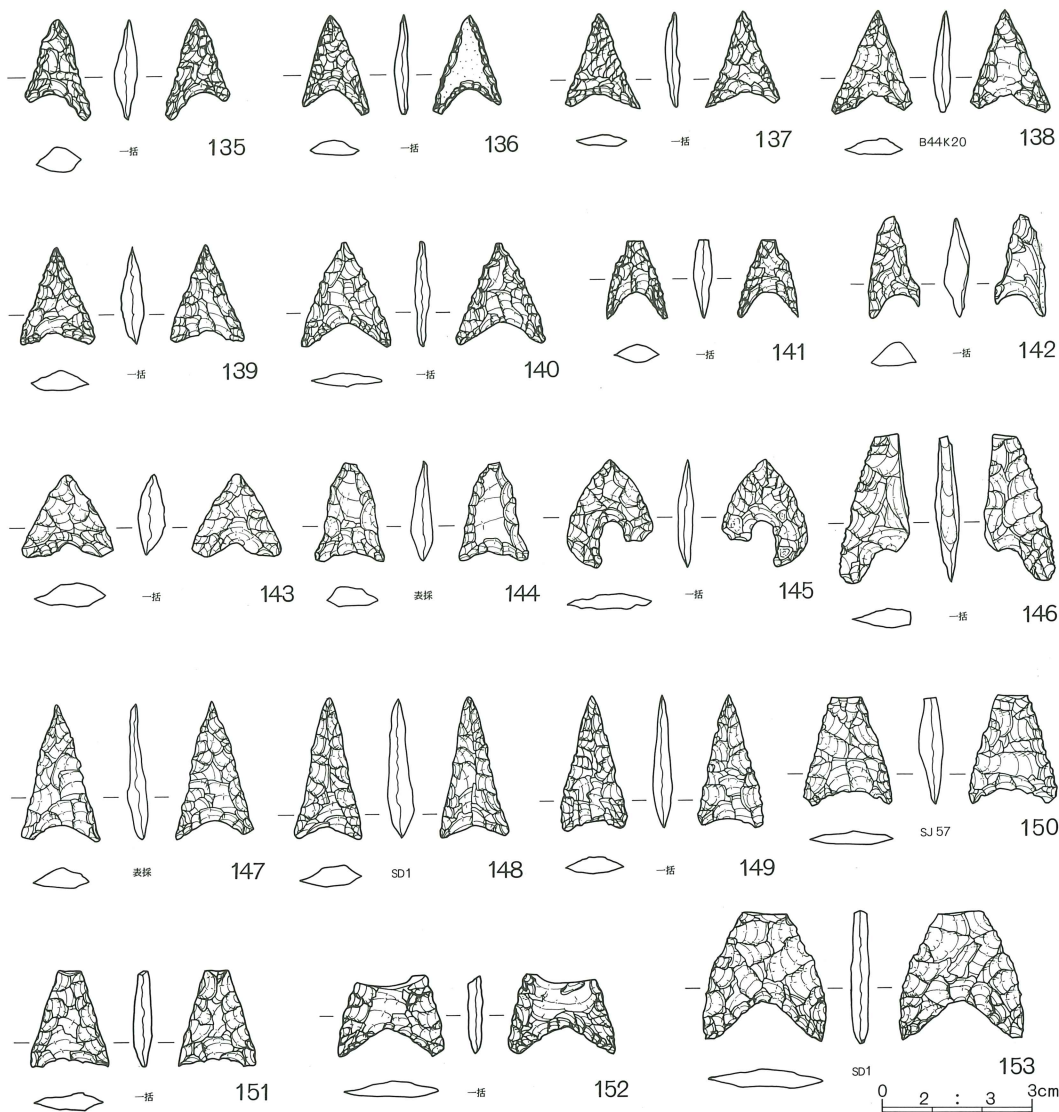 一括 135
一括 136
一括 137
B44K20 138
一括 139
一括 140
一括 141
一括 142
一括 143
表採 144
一括 145
一括 146
表採 147
SD1 148
一括 149
SJ57 150
一括 151
一括 152
SD1 153
0 2 : 3 3cm